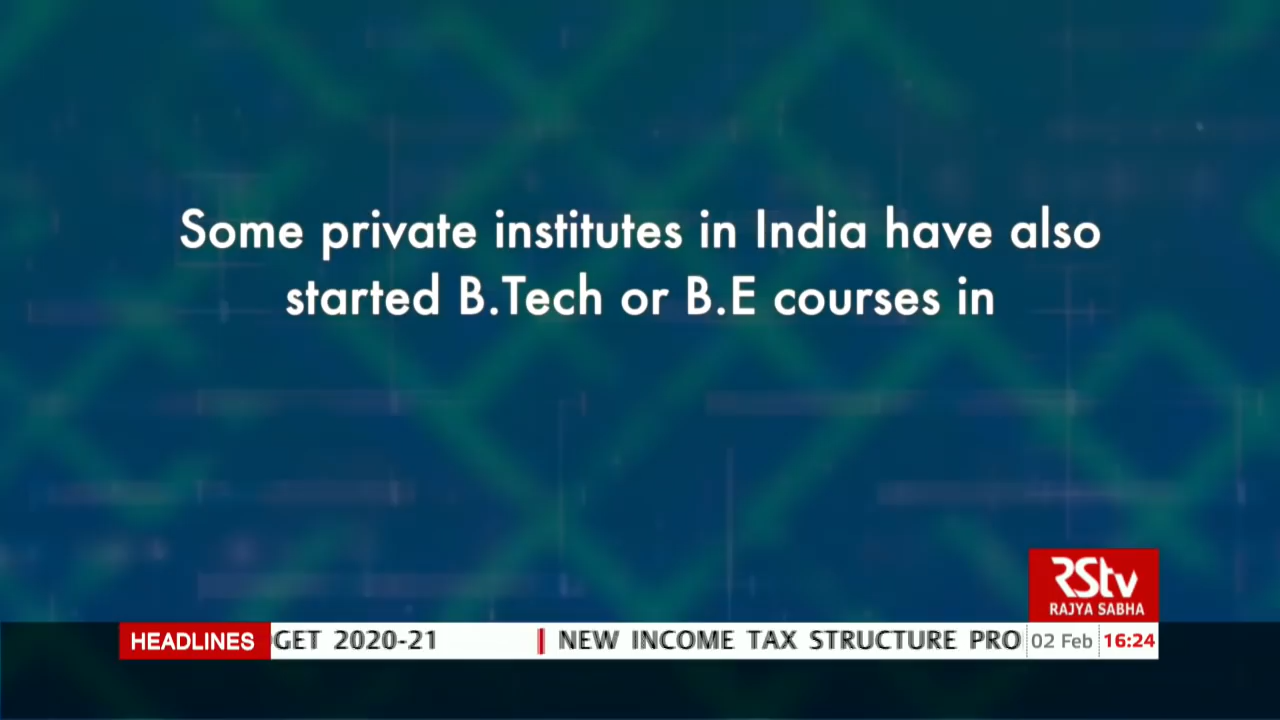 Some private institutes in India have also
started B.Tech or B.E courses in
RSTV
RAJYA SABHA
HEADLINES
GET 2020-21 | NEW INCOME TAX STRUCTURE PRO
02 Feb 16:24